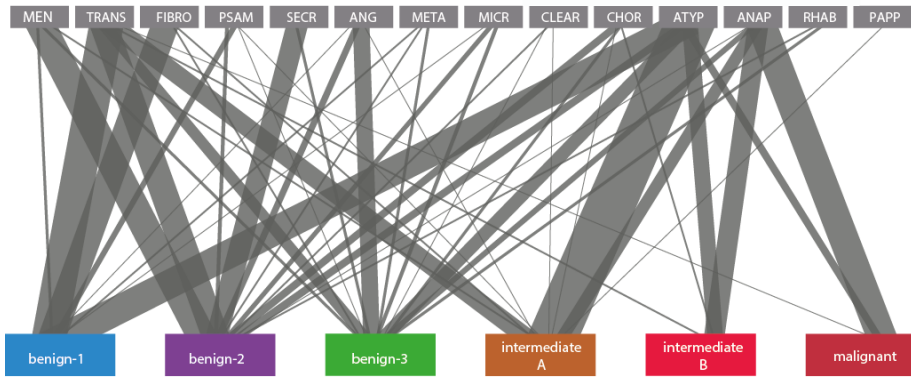 MEN TRANS FIBRO PSAM SECR ANG META MICR CLEAR CHOR ATYP ANAP RHAB PAPP
benign-1 benign-2 benign-3 intermediate A intermediate B malignant